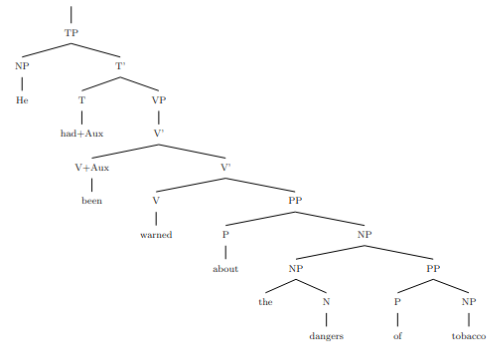 TP
NP T'
He T VP
had+Aux V'
V+Aux V'
been V PP
warned P NP
about NP PP
the N P NP
dangers of tobacco